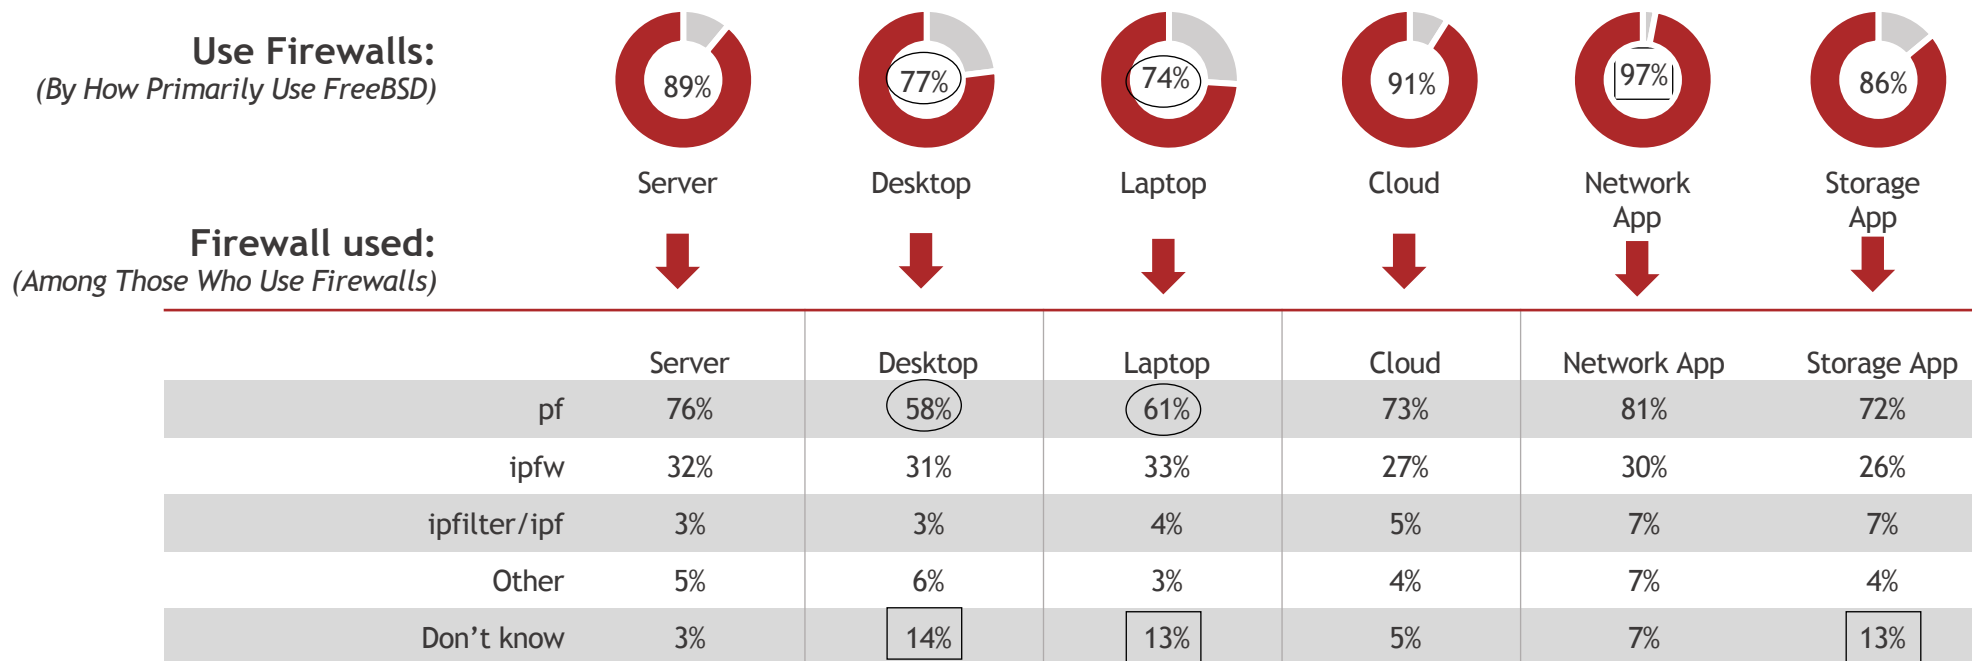 Use Firewalls:
(By How Primarily Use FreeBSD)
89% 77% 74% 91% 97% 86%
Server Desktop Laptop Cloud Network App Storage App
Firewall used:
(Among Those Who Use Firewalls)
Server Desktop Laptop Cloud Network App Storage App
pf 76% 58% 61% 73% 81% 72%
ipfw 32% 31% 33% 27% 30% 26%
ipfilter/ipf 3% 3% 4% 5% 7% 7%
Other 5% 6% 3% 4% 7% 4%
Don't know 3% 14% 13% 5% 7% 13%